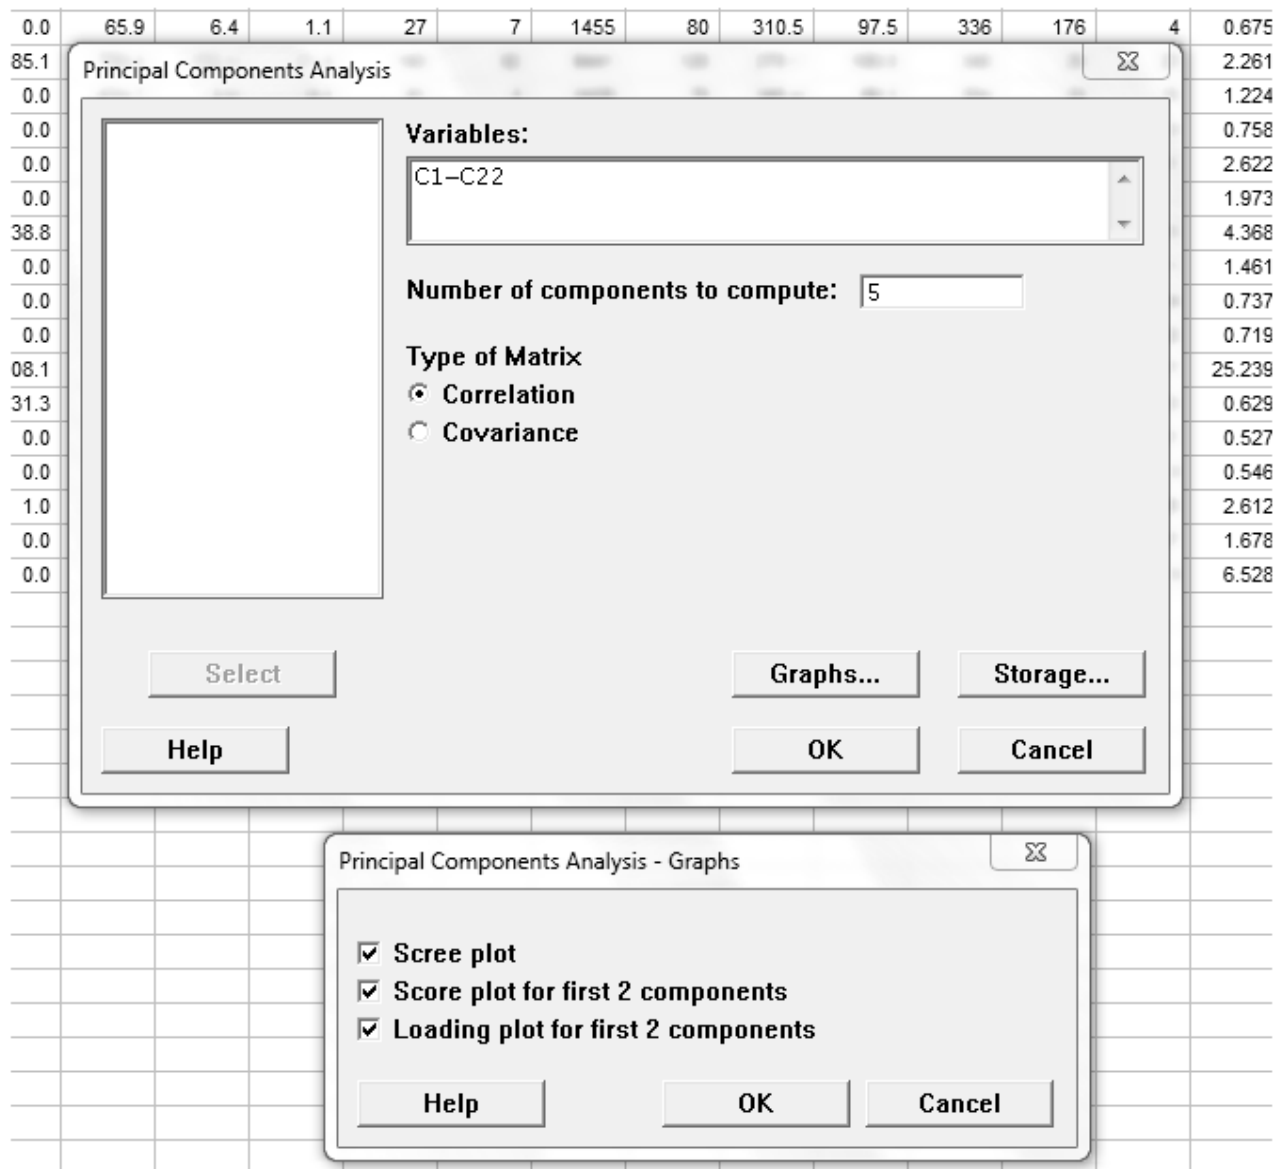 0.0 65.9 6.4 1.1 27 7 1455 80 310.5 97.5 336 176 4 0.675
85.1 2.261
Principal Components Analysis
0.0 1.224
0.0 Variables: 0.758
0.0 C1–C22 2.622
0.0 1.973
38.8 4.368
0.0 1.461
0.0 Number of components to compute: 5 0.737
0.0 0.719
08.1 Type of Matrix 25.239
31.3 Correlation 0.629
0.0 Covariance 0.527
0.0 0.546
1.0 2.612
0.0 1.678
0.0 6.528
Select Graphs... Storage...
Help OK Cancel
Principal Components Analysis - Graphs
Scree plot
Score plot for first 2 components
Loading plot for first 2 components
Help OK Cancel